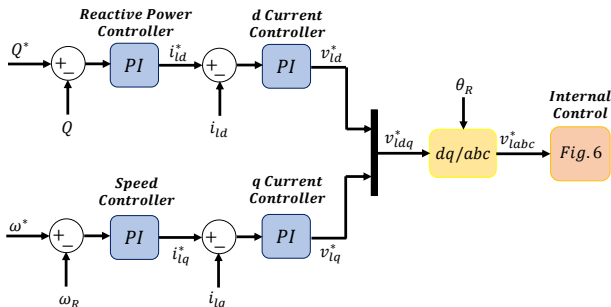 Reactive Power
Controller
d Current
Controller
Q*
+
−
PI
i*ld
+
−
PI
v*ld
Q
ild
θR
Internal
Control
v*ldq
dq/abc
v*labc
Fig. 6
Speed
Controller
q Current
Controller
ω*
+
−
PI
i*lq
+
−
PI
v*lq
ωR
ilq